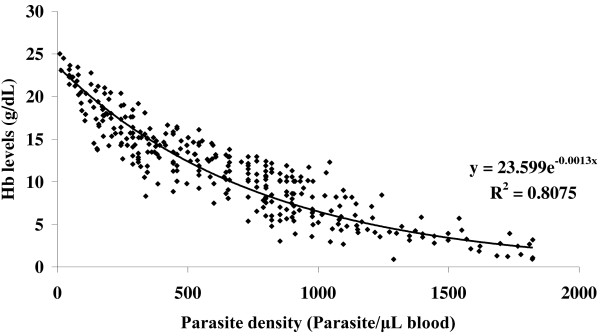 30
25
20
15
10
5
0
Hb levels (g/dL)
y = 23.599e^-0.0013x
R² = 0.8075
0 500 1000 1500 2000
Parasite density (Parasite/µL blood)